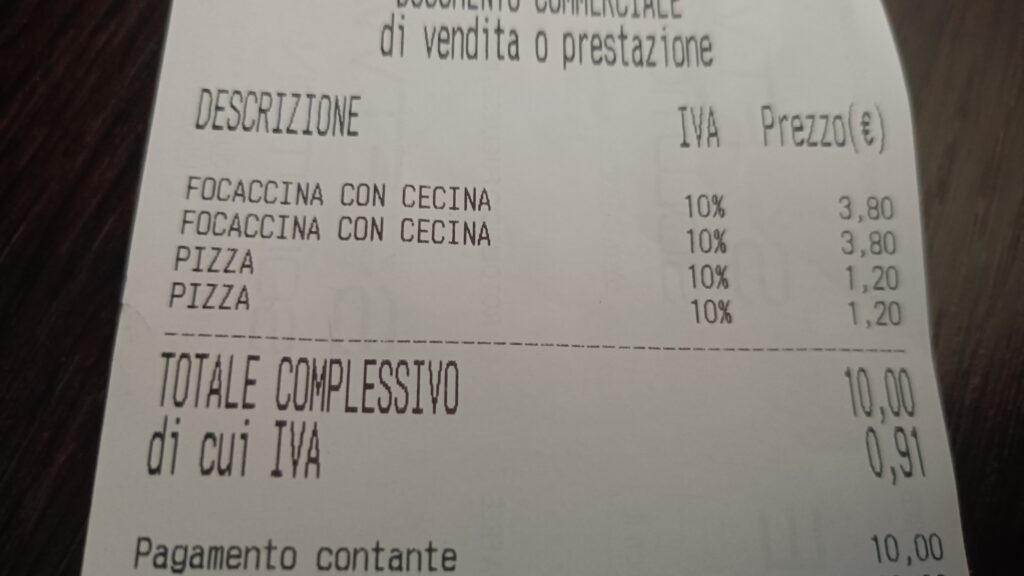 DOCUMENTO COMMERCIALE
di vendita o prestazione
DESCRIZIONE IVA Prezzo(€)
FOCACCINA CON CECINA 10% 3,80
FOCACCINA CON CECINA 10% 3,80
PIZZA 10% 1,20
PIZZA 10% 1,20
TOTALE COMPLESSIVO 10,00
di cui IVA 0,91
Pagamento contante 10,00